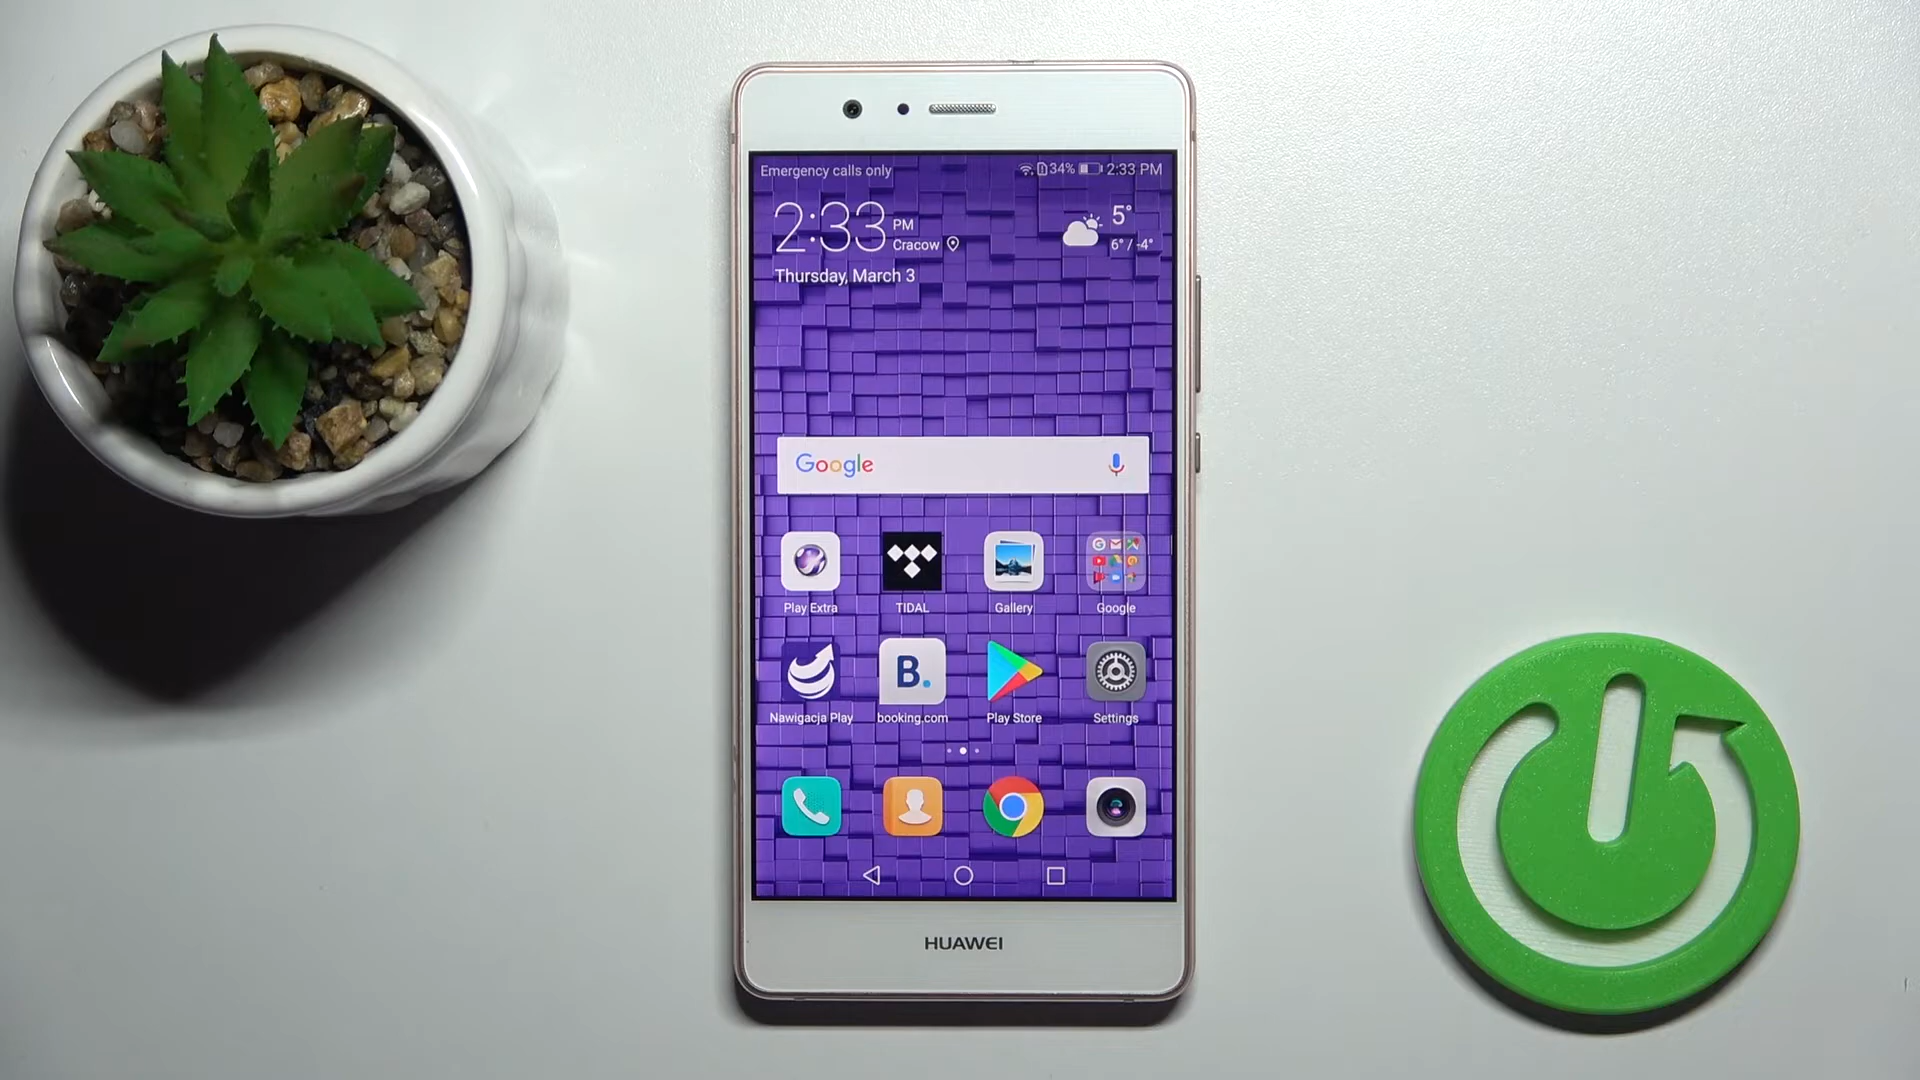 Emergency calls only 34% 2:33 PM
2:33 PM
Cracow
5°
6° / -4°
Thursday, March 3
Google
Play Extra TIDAL Gallery Google
B.
Nawigacja Play booking.com Play Store Settings
HUAWEI